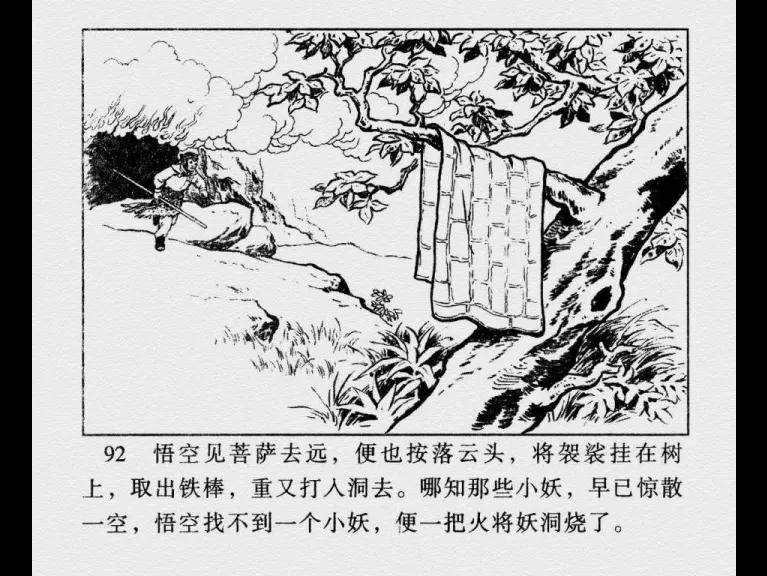 92 悟空见菩萨去远，便也按落云头，将袈裟挂在树
上，取出铁棒，重又打入洞去。哪知那些小妖，早已惊散
一空，悟空找不到一个小妖，便一把火将妖洞烧了。